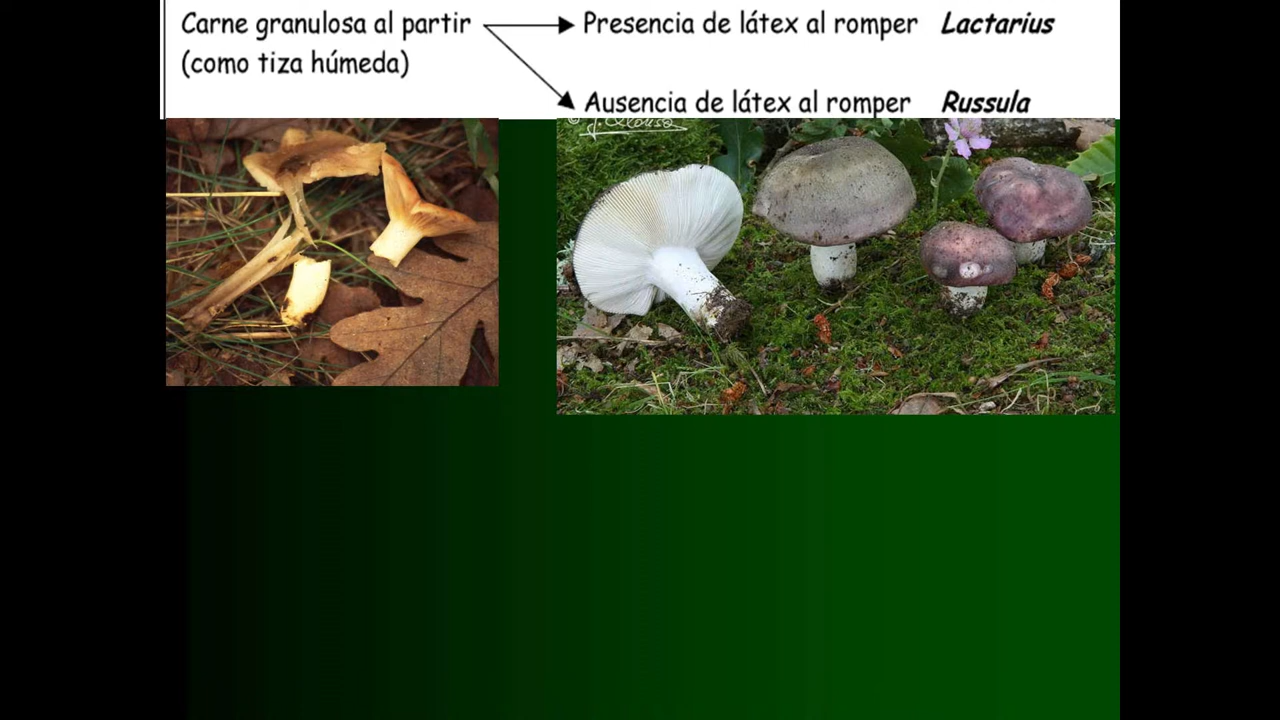 Carne granulosa al partir
(como tiza húmeda)
Presencia de látex al romper Lactarius
Ausencia de látex al romper Russula